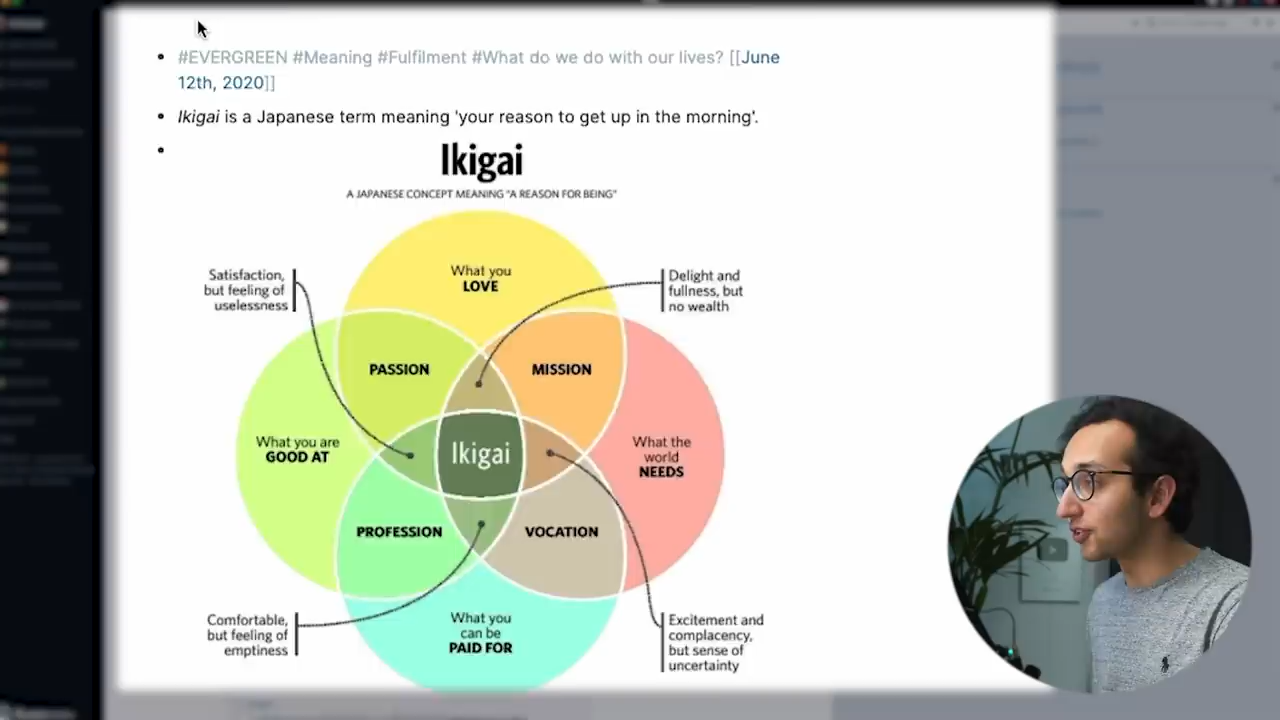 #EVERGREEN #Meaning #Fulfilment #What do we do with our lives? [[June
12th, 2020]]
Ikigai is a Japanese term meaning 'your reason to get up in the morning'.
Ikigai
A JAPANESE CONCEPT MEANING "A REASON FOR BEING"
Satisfaction,
but feeling of
uselessness
What you
LOVE
Delight and
fullness, but
no wealth
PASSION
MISSION
What you are
GOOD AT
Ikigai
What the
world
NEEDS
PROFESSION
VOCATION
Comfortable,
but feeling of
emptiness
What you
can be
PAID FOR
Excitement and
complacency,
but sense of
uncertainty